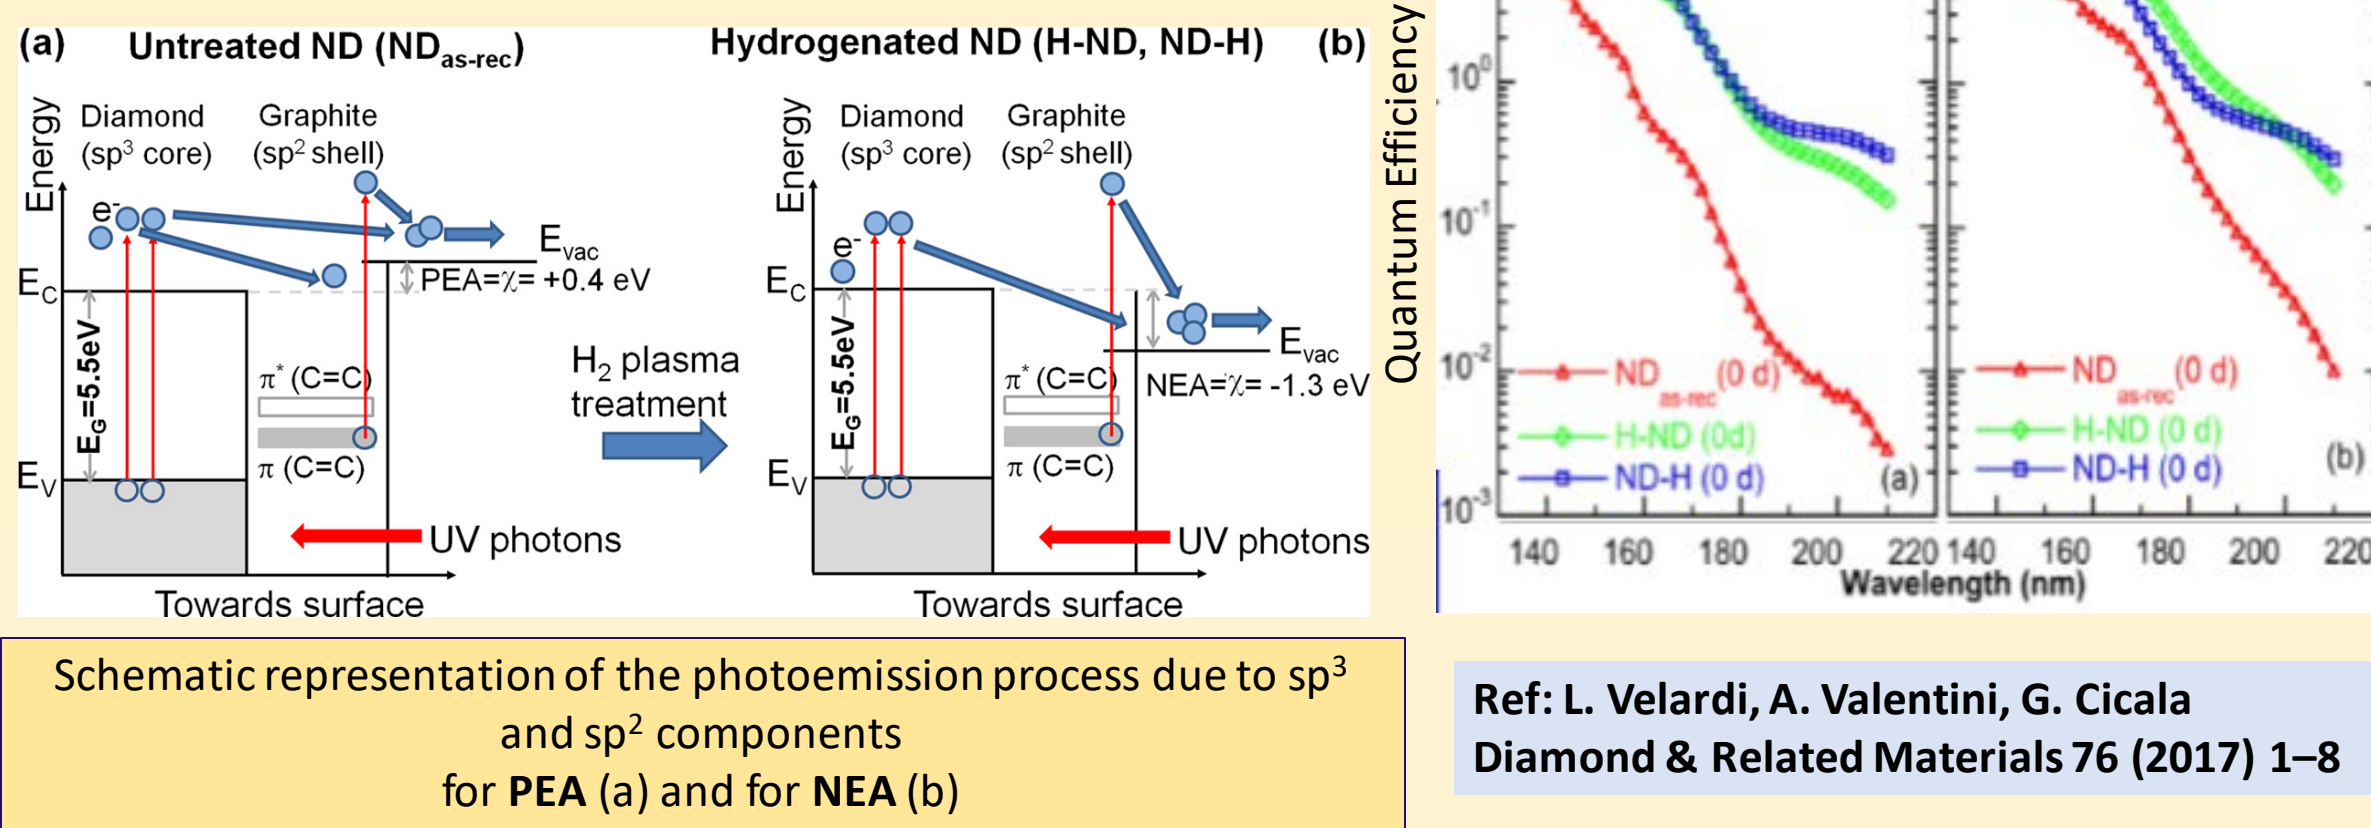 (a) Untreated ND (NDas-rec)
Energy
Diamond
(sp3 core)
Graphite
(sp2 shell)
e-
Evac
PEA=χ= +0.4 eV
EC
EG=5.5eV
π* (C=C)
π (C=C)
EV
UV photons
Towards surface
H2 plasma
treatment
Hydrogenated ND (H-ND, ND-H) (b)
Energy
Diamond
(sp3 core)
Graphite
(sp2 shell)
e-
EC
EG=5.5eV
Evac
NEA=χ= -1.3 eV
π* (C=C)
π (C=C)
EV
UV photons
Towards surface
Quantum Efficiency
100
10-1
10-2
10-3
NDas-rec(0 d)
H-ND (0d)
ND-H (0 d)
(a)
140 160 180 200 220
NDas-rec(0 d)
H-ND (0 d)
ND-H (0 d)
(b)
140 160 180 200 220
Wavelength (nm)
Schematic representation of the photoemission process due to sp3
and sp2 components
for PEA (a) and for NEA (b)
Ref: L. Velardi, A. Valentini, G. Cicala
Diamond & Related Materials 76 (2017) 1–8